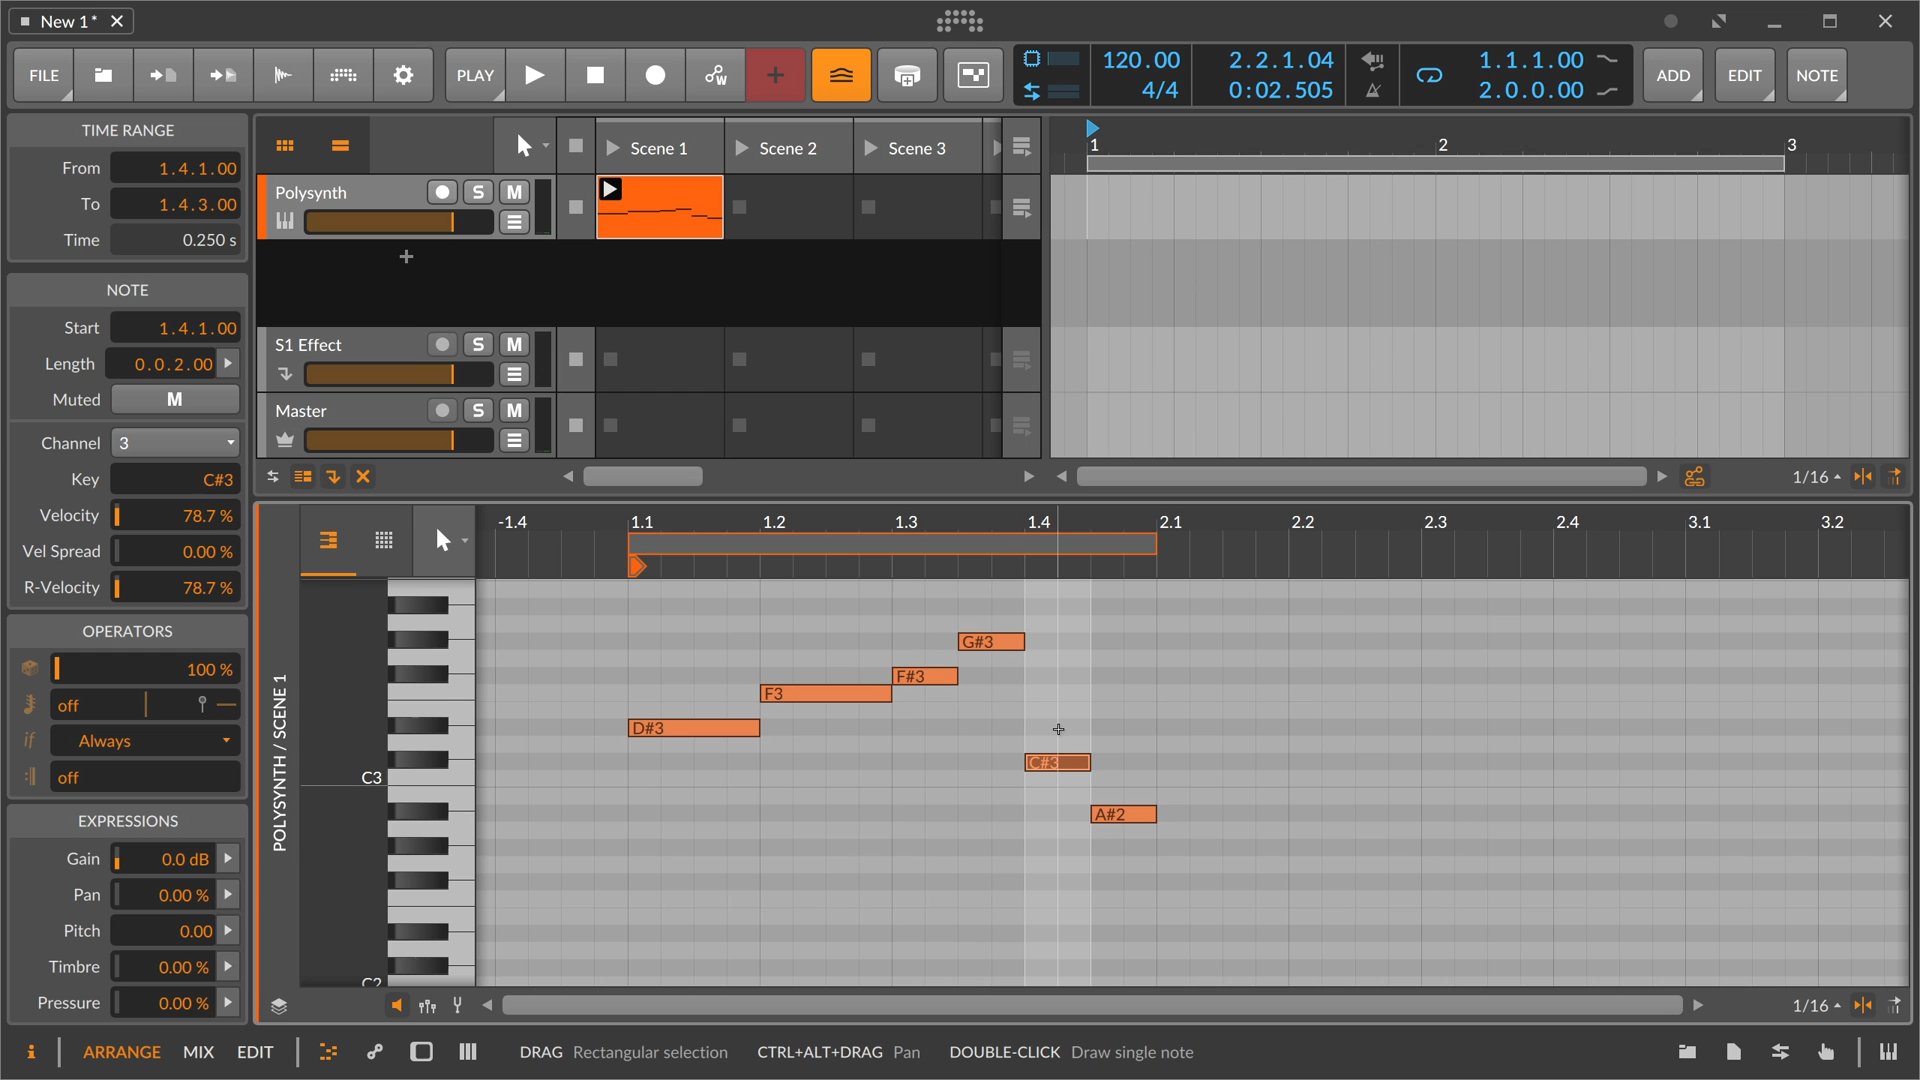 New 1*
FILE
PLAY
120.00
4/4
2.2.1.04
0:02.505
1.1.1.00
2.0.0.00
ADD
EDIT
NOTE
TIME RANGE
From 1.4.1.00
To 1.4.3.00
Time 0.250 s
NOTE
Start 1.4.1.00
Length 0.0.2.00
Muted M
Channel 3
Key C#3
Velocity 78.7 %
Vel Spread 0.00 %
R-Velocity 78.7 %
OPERATORS
100 %
off
if Always
off
EXPRESSIONS
Gain 0.0 dB
Pan 0.00 %
Pitch 0.00
Timbre 0.00 %
Pressure 0.00 %
Scene 1 Scene 2 Scene 3
Polysynth S M
S1 Effect S M
Master S M
1 2 3
1/16
-1.4 1.1 1.2 1.3 1.4 2.1 2.2 2.3 2.4 3.1 3.2
POLYSYNTH / SCENE 1
C3
C2
G#3
F#3
F3
D#3
C#3
A#2
1/16
i ARRANGE MIX EDIT
DRAG Rectangular selection CTRL+ALT+DRAG Pan DOUBLE-CLICK Draw single note